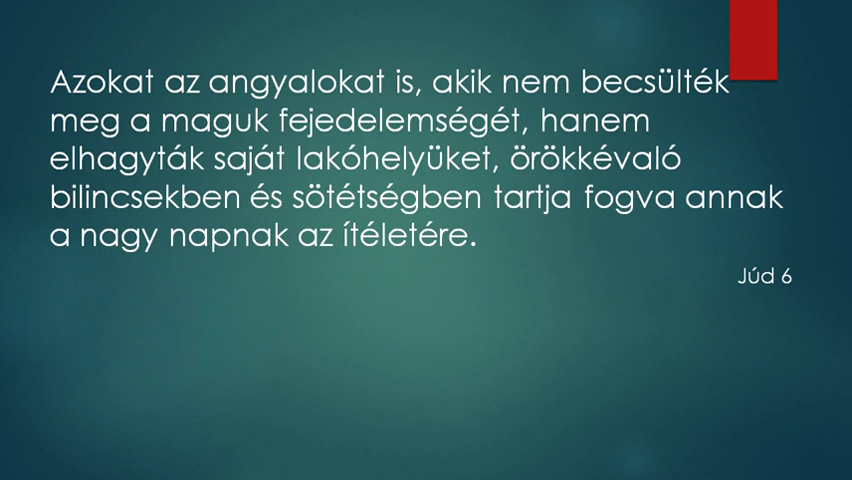 Azokat az angyalokat is, akik nem becsülték
meg a maguk fejedelemségét, hanem
elhagyták saját lakóhelyüket, örökkévaló
bilincsekben és sötétségben tartja fogva annak
a nagy napnak az ítéletére.
Júd 6